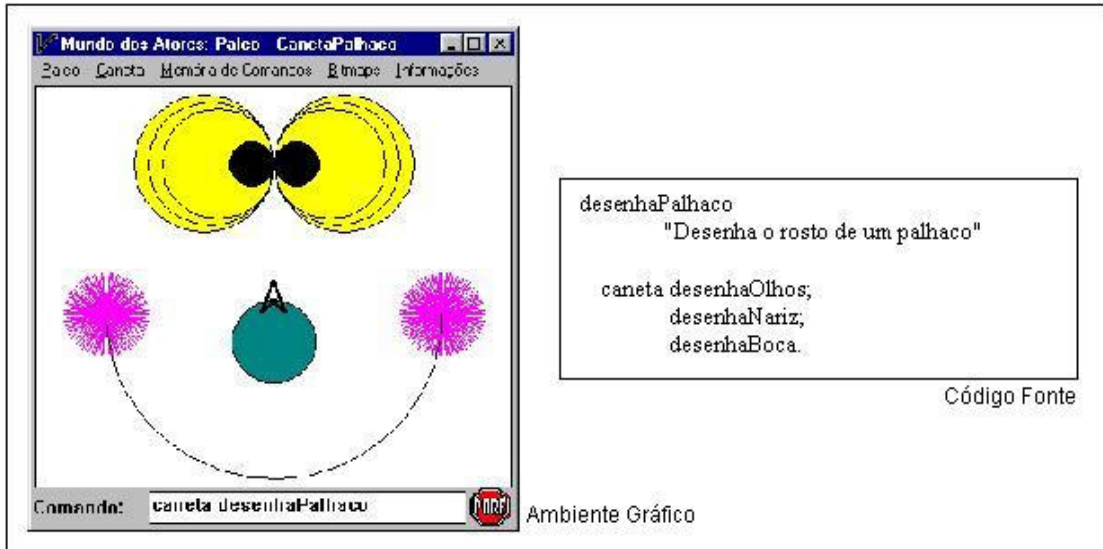 Mundo dos Atores: Palco CanetaPalhaco
Palco Caneta Memória de Comandos Bitmaps Informações
Comando: caneta desenhaPalhaco
Ambiente Gráfico
desenhaPalhaco
"Desenha o rosto de um palhaco"
caneta desenhaOlhos;
desenhaNariz;
desenhaBoca.
Código Fonte